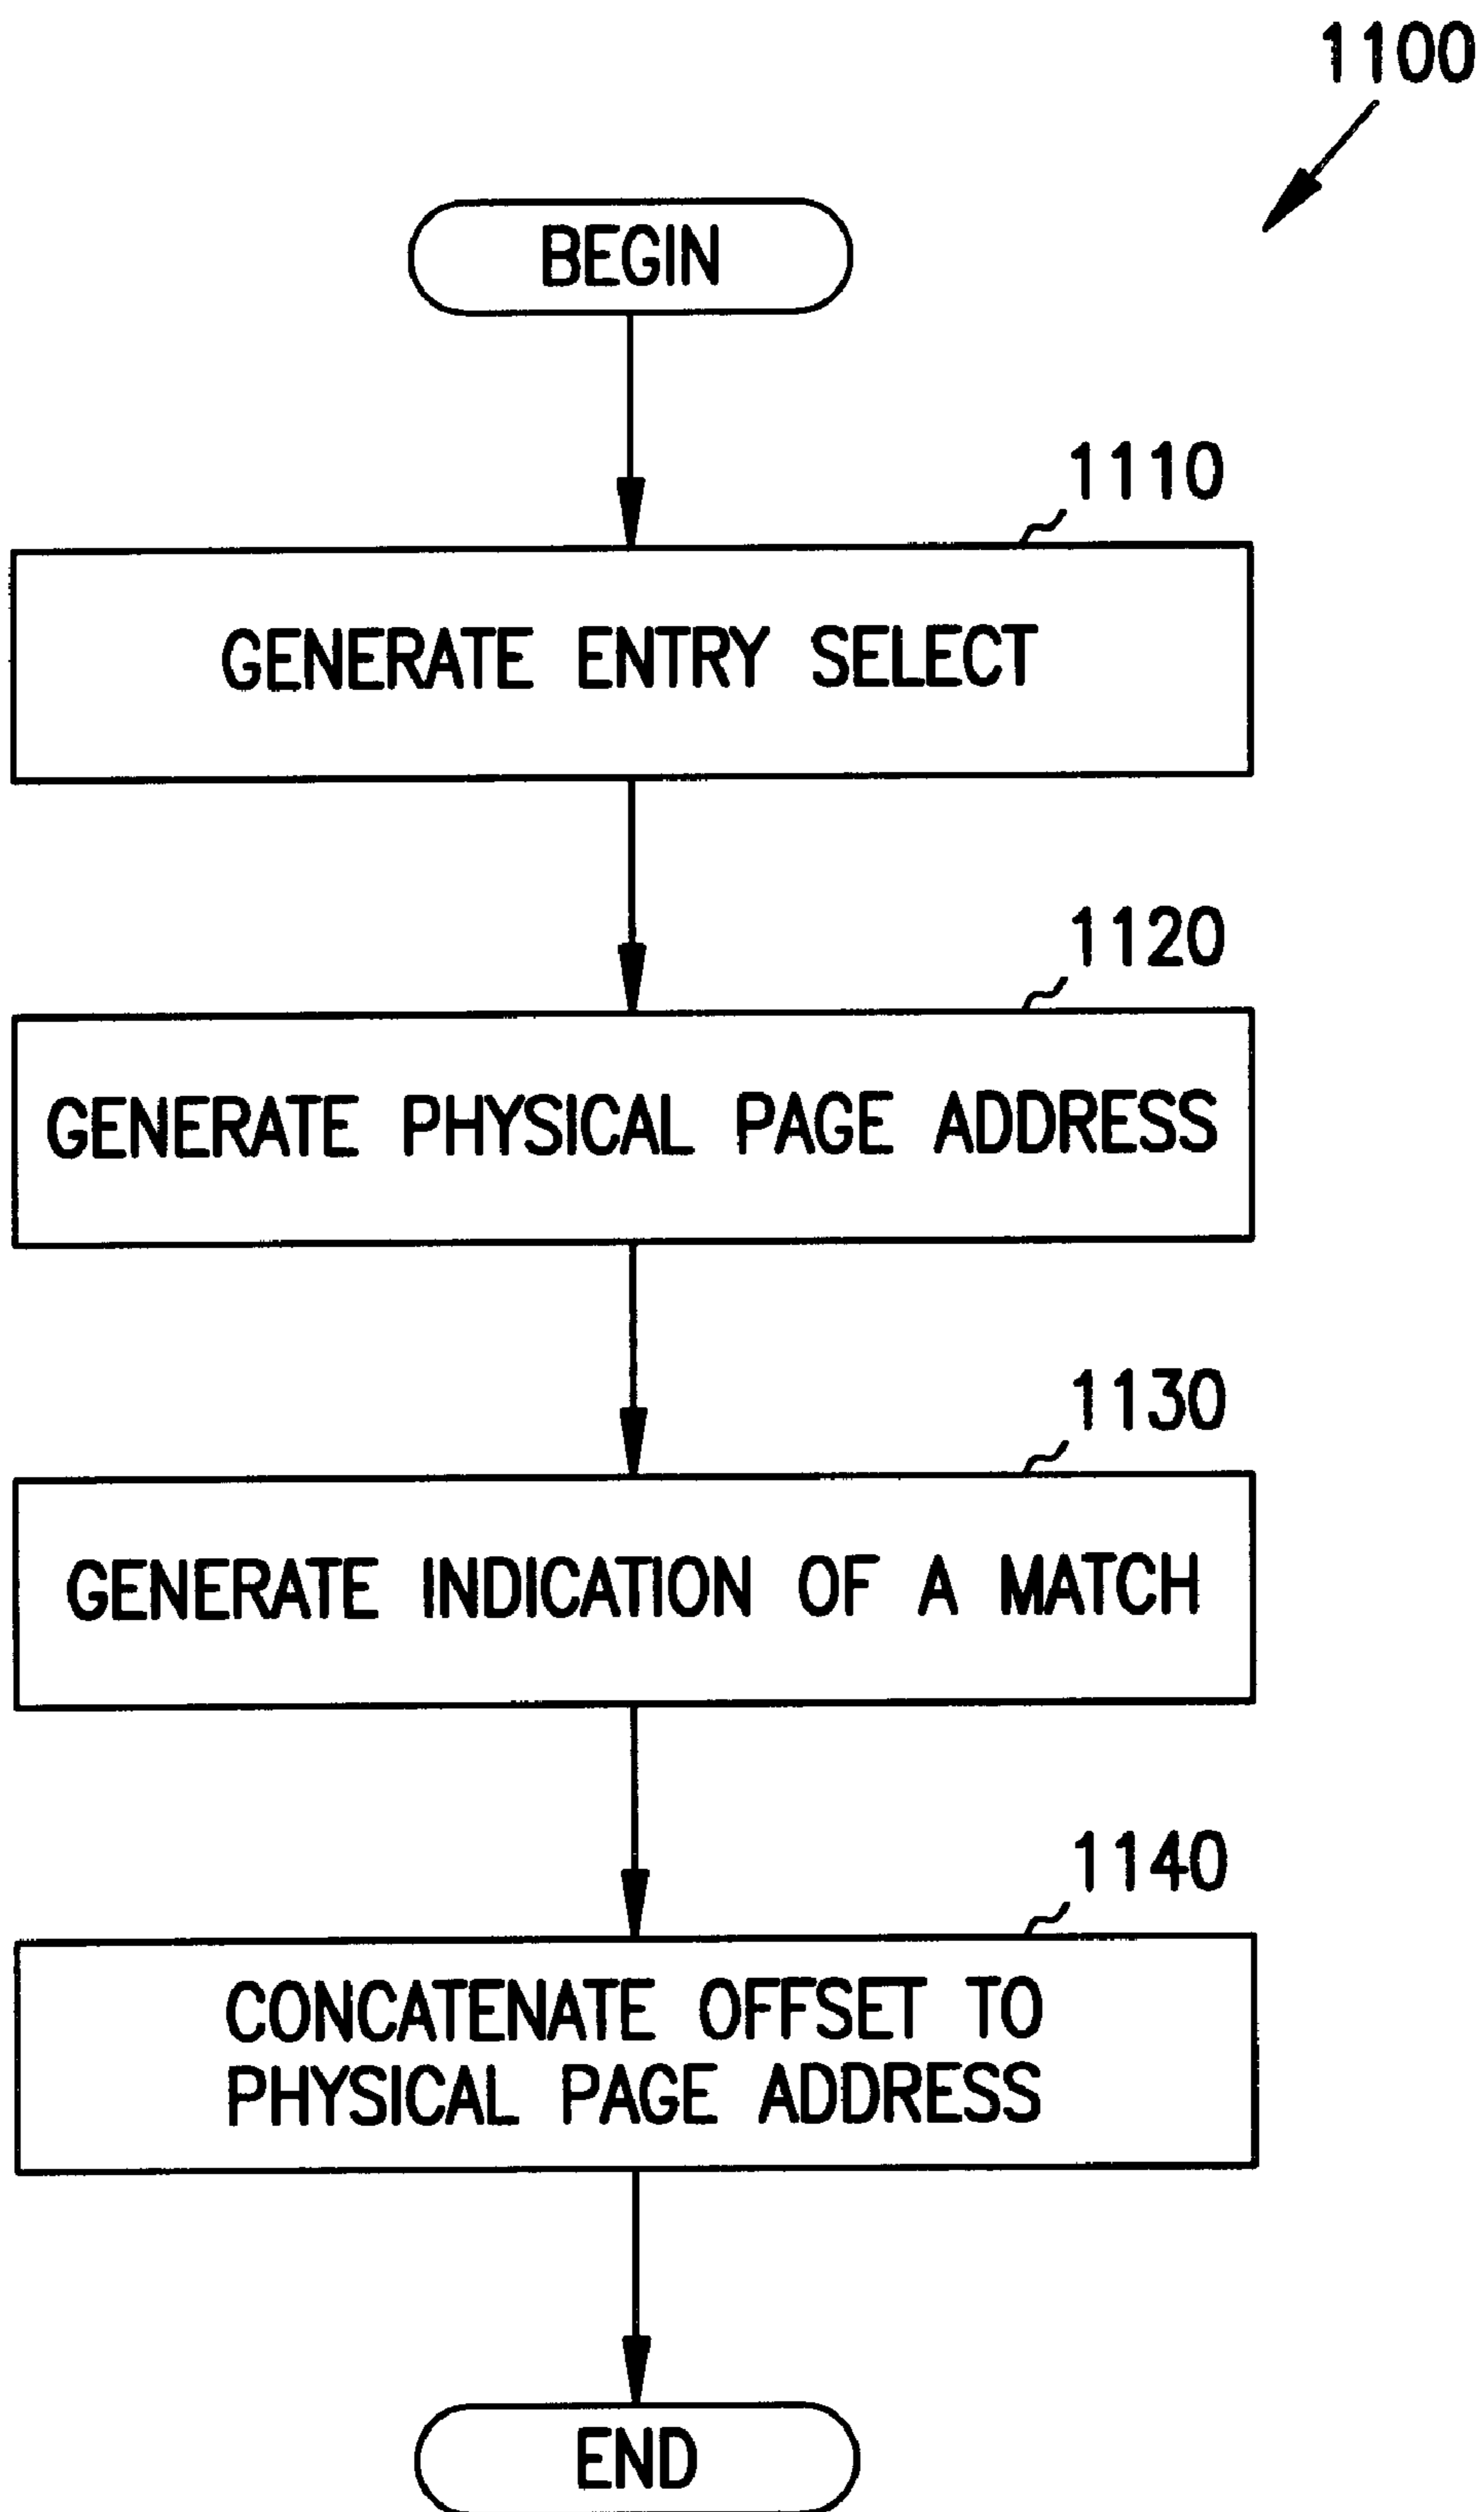 1100
BEGIN
1110
GENERATE ENTRY SELECT
1120
GENERATE PHYSICAL PAGE ADDRESS
1130
GENERATE INDICATION OF A MATCH
1140
CONCATENATE OFFSET TO
PHYSICAL PAGE ADDRESS
END